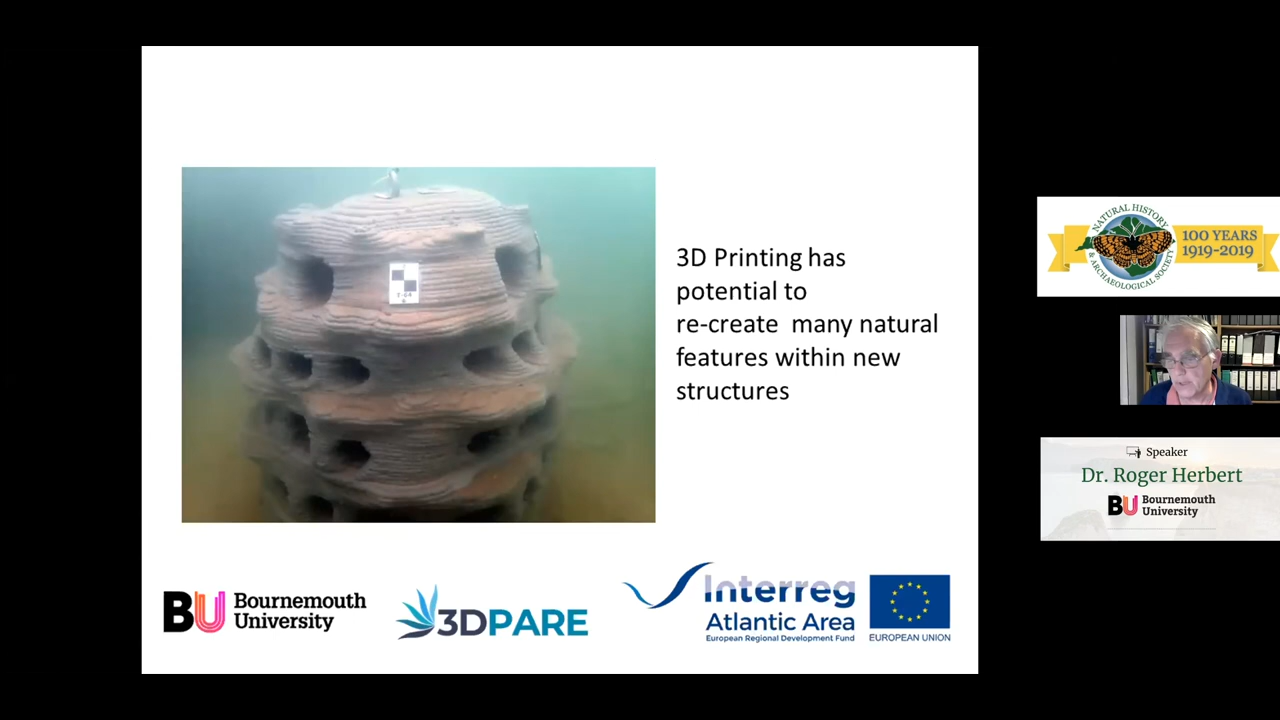 3D Printing has
potential to
re-create many natural
features within new
structures
BU Bournemouth
University
3DPARE
Interreg
Atlantic Area
European Regional Development Fund
EUROPEAN UNION
NATURAL HISTORY
& ARCHAEOLOGICAL SOCIETY
100 YEARS
1919-2019
Speaker
Dr. Roger Herbert
BU Bournemouth
University